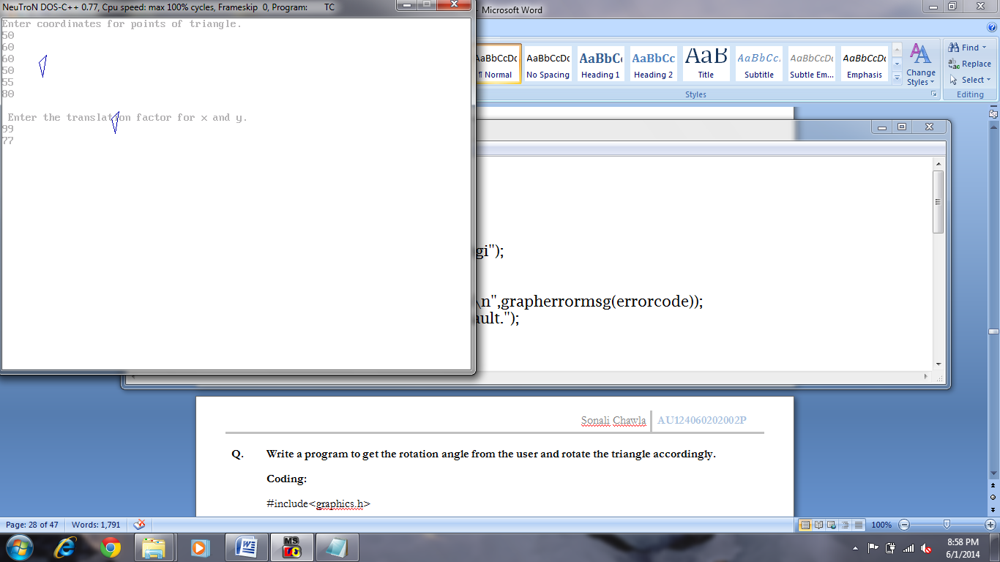 NeuTroN DOS-C++ 0.77, Cpu speed: max 100% cycles, Frameskip 0, Program: TC
Enter coordinates for points of triangle.
50
60
60
50
55
80
Enter the translation factor for x and y.
99
77
- Microsoft Word
AaBbCcDc AaBbCcDc AaBbC( AaBbCc AaB AaBbCcI AaBbCcDc AaBbCcDc
¶ Normal No Spacing Heading 1 Heading 2 Title Subtitle Subtle Em... Emphasis
Change Styles
Styles
Find
Replace
Select
Editing
gi");
\n",grapherrormsg(errorcode));
ault.");
Sonali Chawla AU124060202002P
Q. Write a program to get the rotation angle from the user and rotate the triangle accordingly.
Coding:
#include<graphics.h>
Page: 28 of 47 Words: 1,791 100%
MS
8:58 PM
6/1/2014